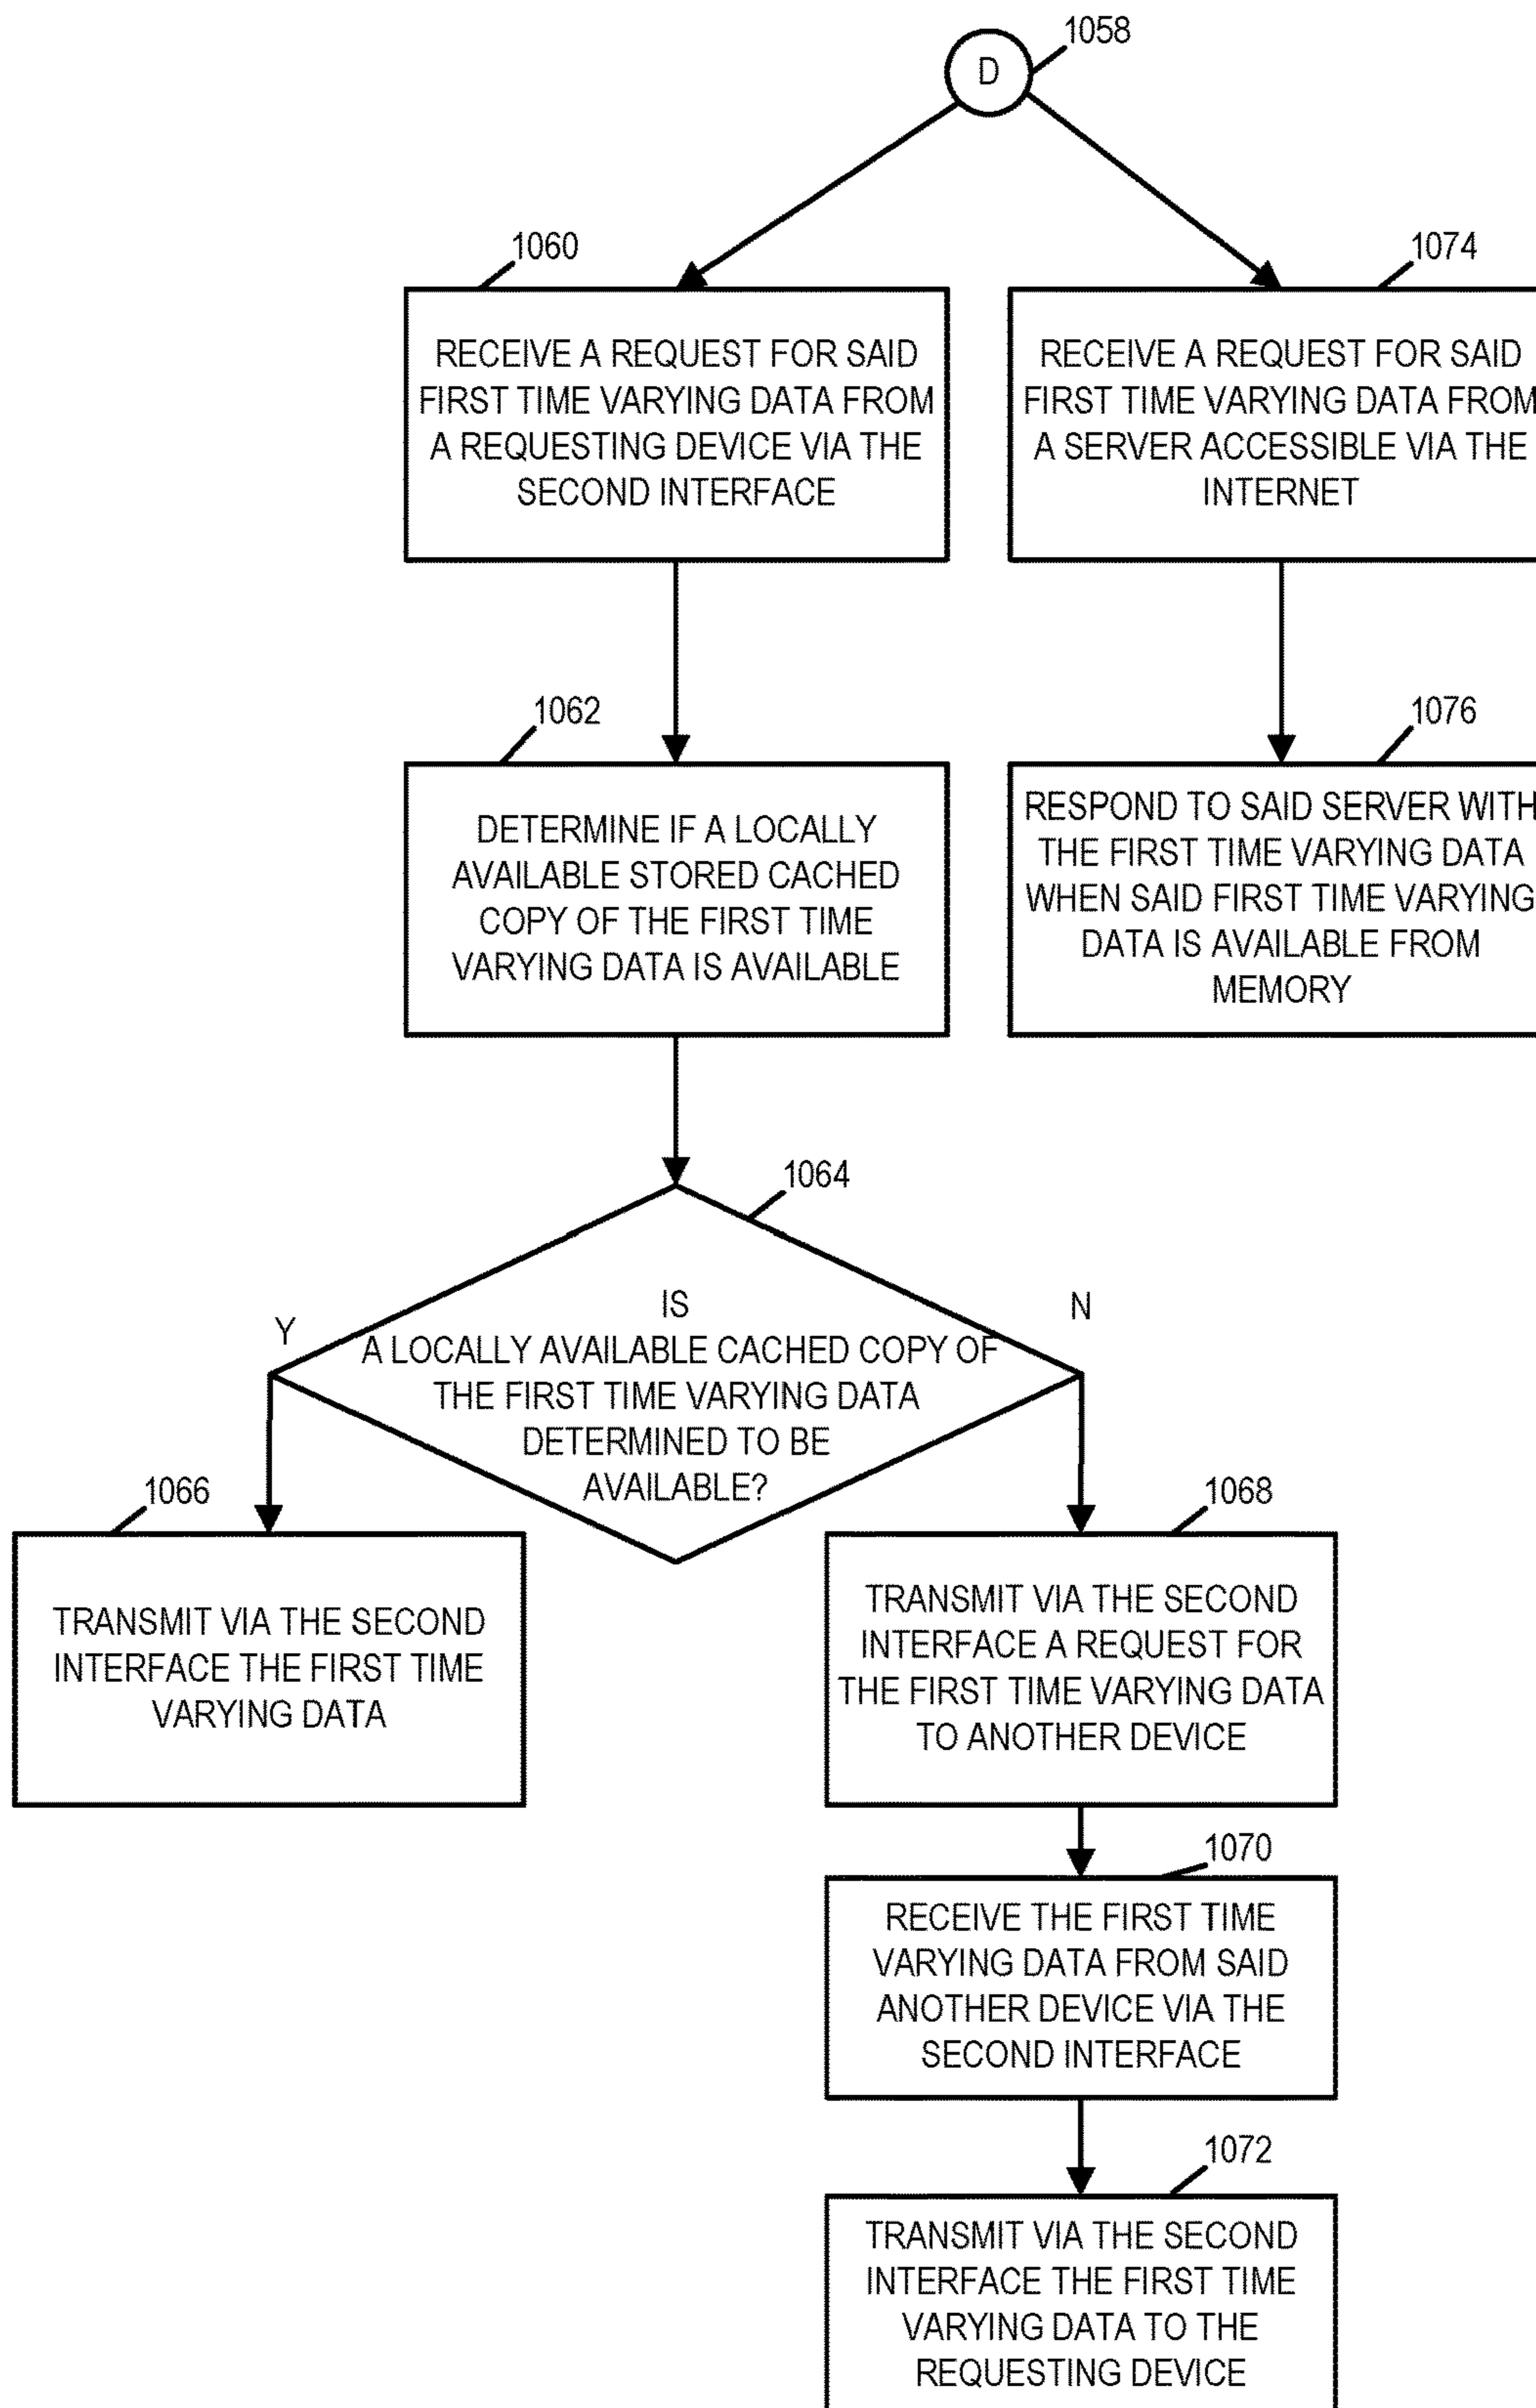 1058
D
1060
RECEIVE A REQUEST FOR SAID
FIRST TIME VARYING DATA FROM
A REQUESTING DEVICE VIA THE
SECOND INTERFACE
1074
RECEIVE A REQUEST FOR SAID
FIRST TIME VARYING DATA FROM
A SERVER ACCESSIBLE VIA THE
INTERNET
1062
DETERMINE IF A LOCALLY
AVAILABLE STORED CACHED
COPY OF THE FIRST TIME
VARYING DATA IS AVAILABLE
1076
RESPOND TO SAID SERVER WITH
THE FIRST TIME VARYING DATA
WHEN SAID FIRST TIME VARYING
DATA IS AVAILABLE FROM
MEMORY
1064
Y
N
IS
A LOCALLY AVAILABLE CACHED COPY OF
THE FIRST TIME VARYING DATA
DETERMINED TO BE
AVAILABLE?
1066
TRANSMIT VIA THE SECOND
INTERFACE THE FIRST TIME
VARYING DATA
1068
TRANSMIT VIA THE SECOND
INTERFACE A REQUEST FOR
THE FIRST TIME VARYING DATA
TO ANOTHER DEVICE
1070
RECEIVE THE FIRST TIME
VARYING DATA FROM SAID
ANOTHER DEVICE VIA THE
SECOND INTERFACE
1072
TRANSMIT VIA THE SECOND
INTERFACE THE FIRST TIME
VARYING DATA TO THE
REQUESTING DEVICE